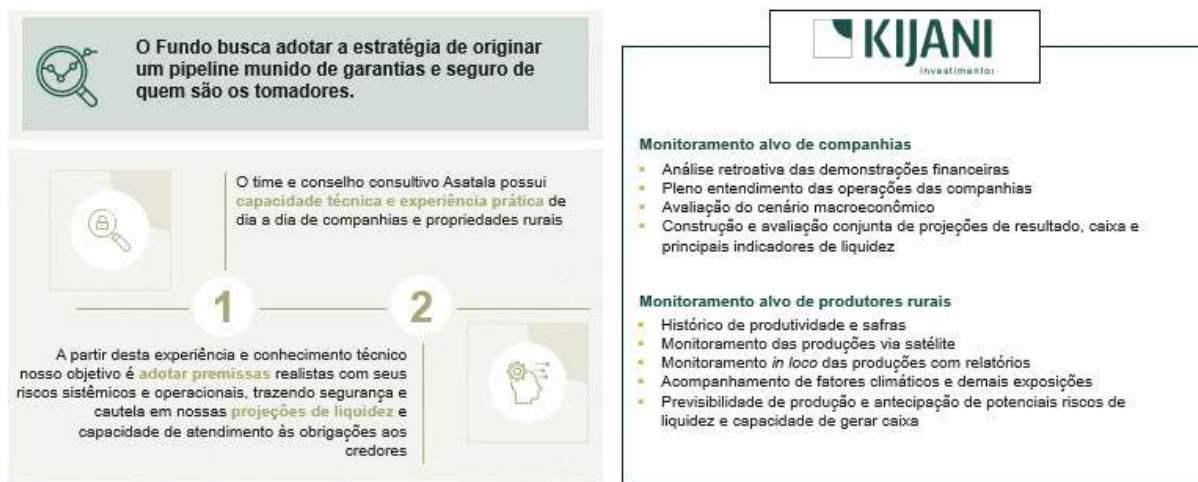 O Fundo busca adotar a estratégia de originar
um pipeline munido de garantias e seguro de
quem são os tomadores.
O time e conselho consultivo Asatala possui
capacidade técnica e experiência prática de
dia a dia de companhias e propriedades rurais
1
2
A partir desta experiência e conhecimento técnico
nosso objetivo é adotar premissas realistas com seus
riscos sistêmicos e operacionais, trazendo segurança e
cautela em nossas projeções de liquidez e
capacidade de atendimento às obrigações aos
credores
KIJANI
Investimentos
Monitoramento alvo de companhias
Análise retroativa das demonstrações financeiras
Pleno entendimento das operações das companhias
Avaliação do cenário macroeconômico
Construção e avaliação conjunta de projeções de resultado, caixa e
principais indicadores de liquidez
Monitoramento alvo de produtores rurais
Histórico de produtividade e safras
Monitoramento das produções via satélite
Monitoramento in loco das produções com relatórios
Acompanhamento de fatores climáticos e demais exposições
Previsibilidade de produção e antecipação de potenciais riscos de
liquidez e capacidade de gerar caixa